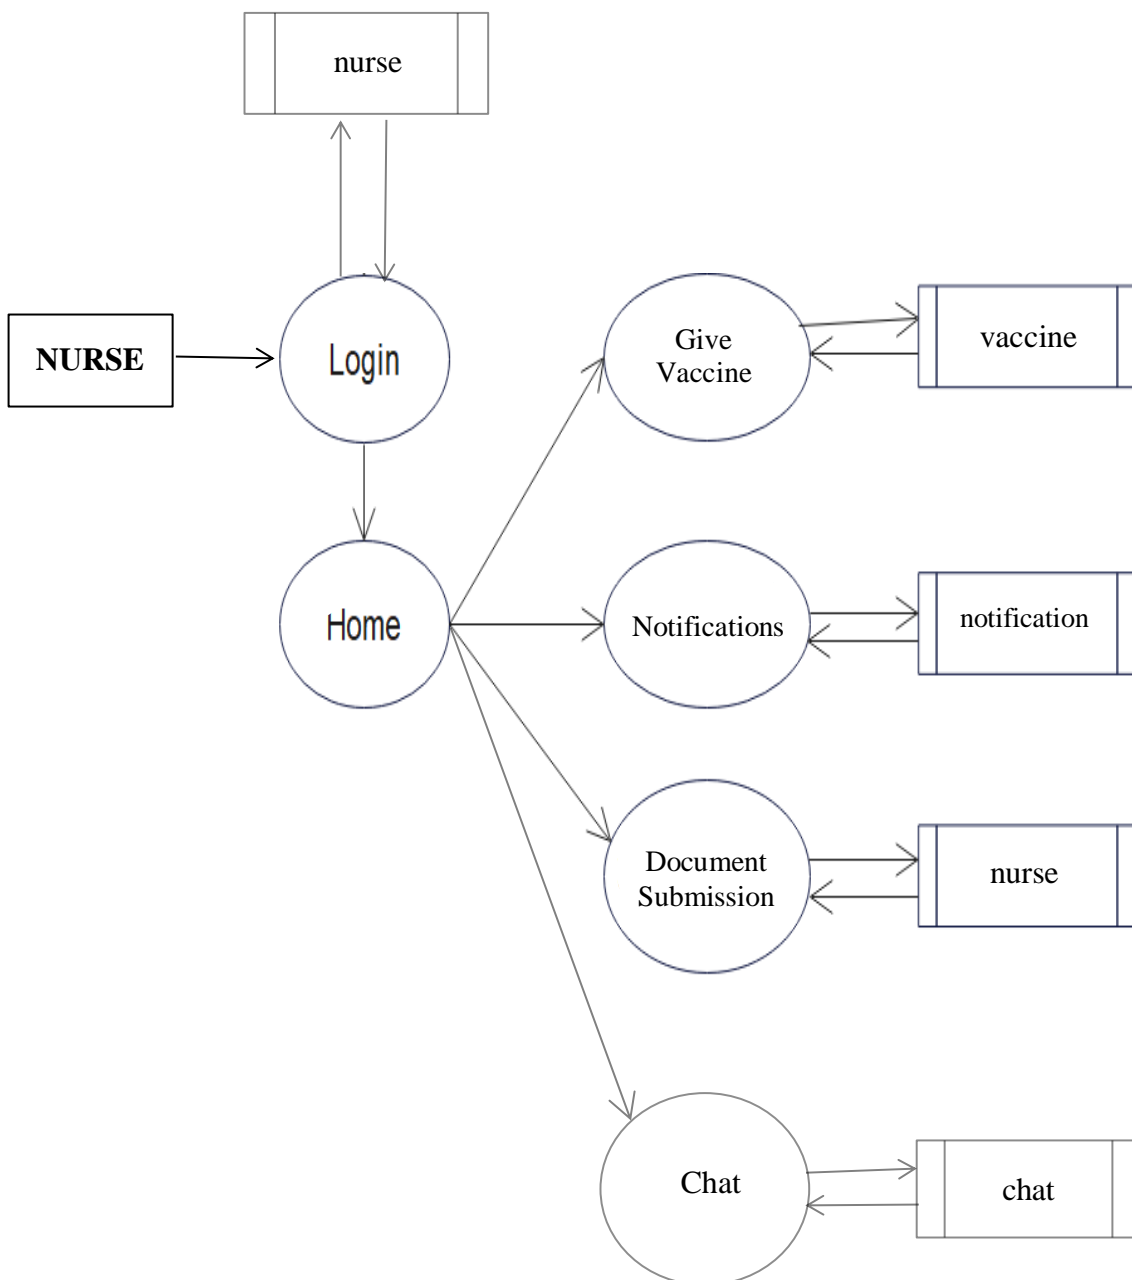 nurse
NURSE
Login
Give
Vaccine
vaccine
Home
Notifications
notification
Document
Submission
nurse
Chat
chat